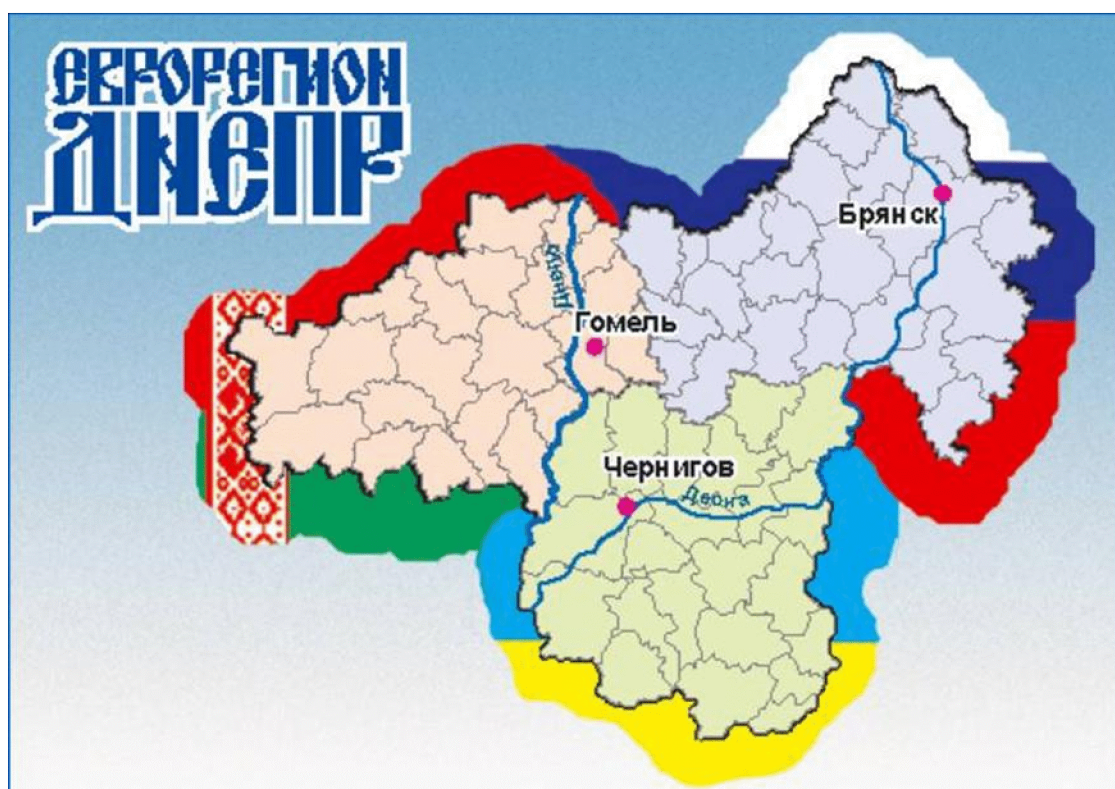 ЕВРОРЕГИОН
ДНЕПР
Брянск
Днепр
Гомель
Чернигов
Десна